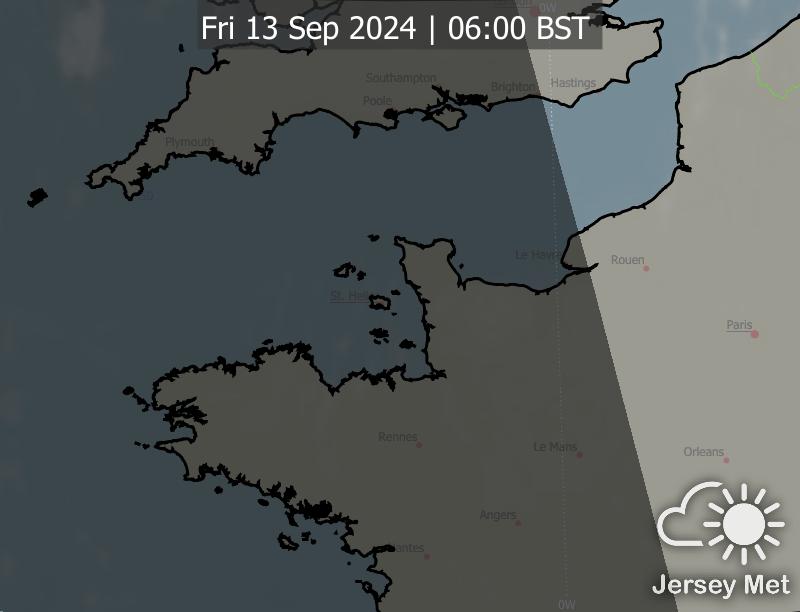 Fri 13 Sep 2024 | 06:00 BST
0W
Southampton
Brighton
Hastings
Poole
Plymouth
Le Havre
Rouen
St. Helier
Paris
Rennes
Le Mans
Orleans
Angers
Nantes
0W
Jersey Met